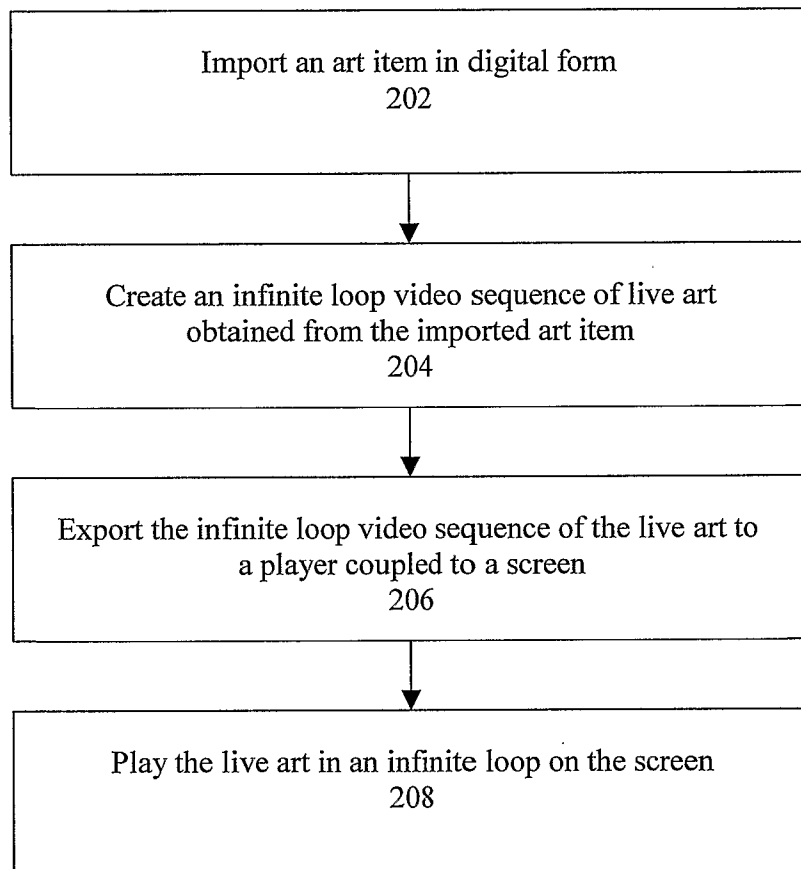 Import an art item in digital form
202
Create an infinite loop video sequence of live art
obtained from the imported art item
204
Export the infinite loop video sequence of the live art to
a player coupled to a screen
206
Play the live art in an infinite loop on the screen
208